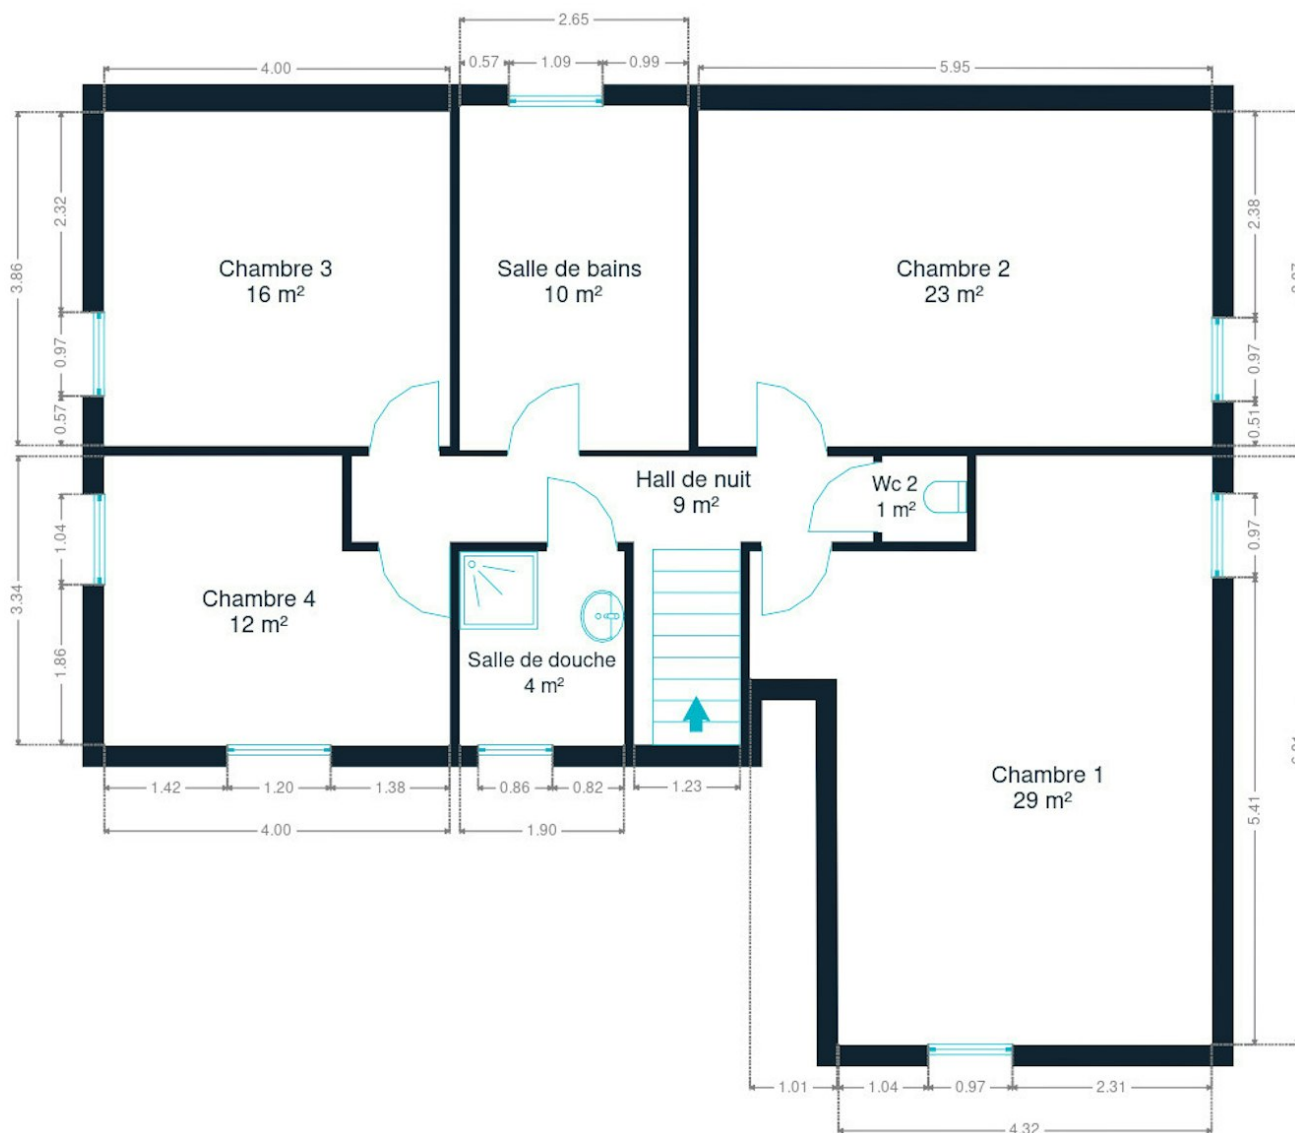 2.65
0.57
1.09
0.99
4.00
5.95
2.32
3.86
0.97
0.57
2.38
0.97
0.51
Chambre 3
16 m²
Salle de bains
10 m²
Chambre 2
23 m²
Hall de nuit
9 m²
Wc 2
1 m²
1.04
3.34
1.86
0.97
5.41
Chambre 4
12 m²
Salle de douche
4 m²
Chambre 1
29 m²
1.42
1.20
1.38
0.86
0.82
1.23
4.00
1.90
1.01
1.04
0.97
2.31
4.32